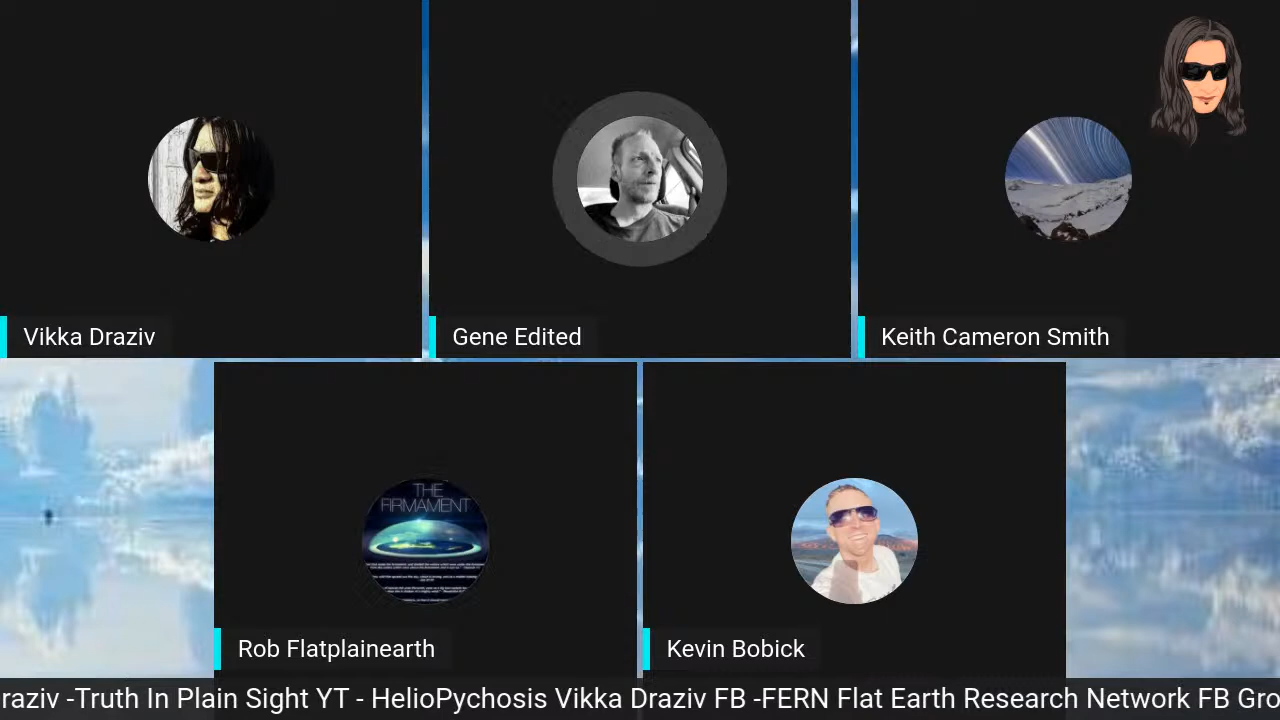 Vikka Draziv
Gene Edited
Keith Cameron Smith
THE
FIRMAMENT
Rob Flatplainearth
Kevin Bobick
raziv -Truth In Plain Sight YT - HelioPychosis Vikka Draziv FB -FERN Flat Earth Research Network FB Gro